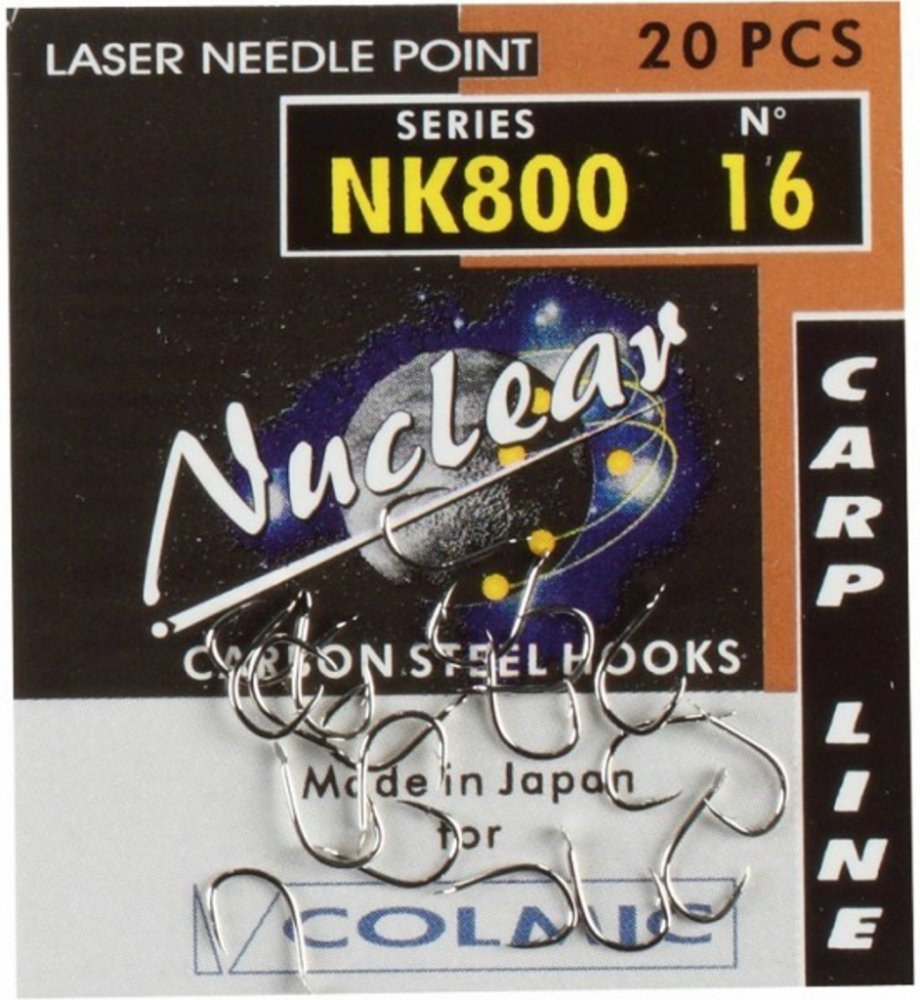 LASER NEEDLE POINT
20 PCS
SERIES N°
NK800 16
Nuclear
CARBON STEEL HOOKS
CARP LINE
Made in Japan
for
COLMIC